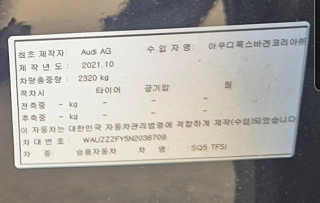 최초 제작자: Audi AG 수 입 자 명: 아우디폭스바겐코리아㈜
제 작 년 도 : 2021.10
차량총중량 : 2320 kg
적차시 타이어 공기압 림
전축중 - kg - -
후축중 - kg - -
이 자동차는 대한민국 자동차관리법령에 적합하게 제작(수입)되었습니다
차 대 번 호 : WAUZZZFY5N2036709
차 종 : 승용자동차 차 명 : SQ5 TFSI